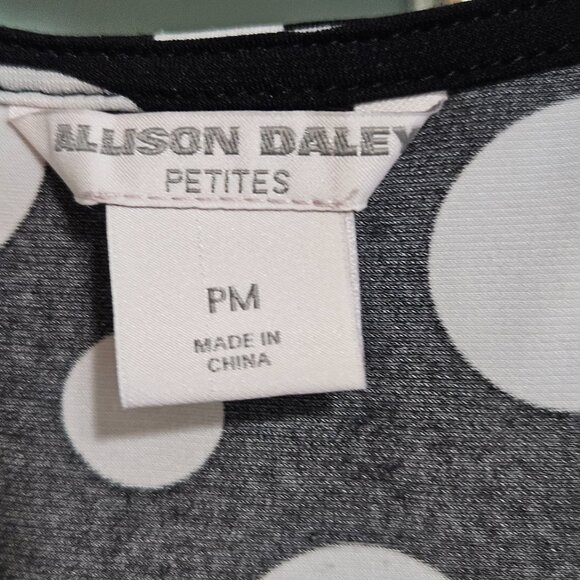 ALLISON DALEY
PETITES
PM
MADE IN
CHINA